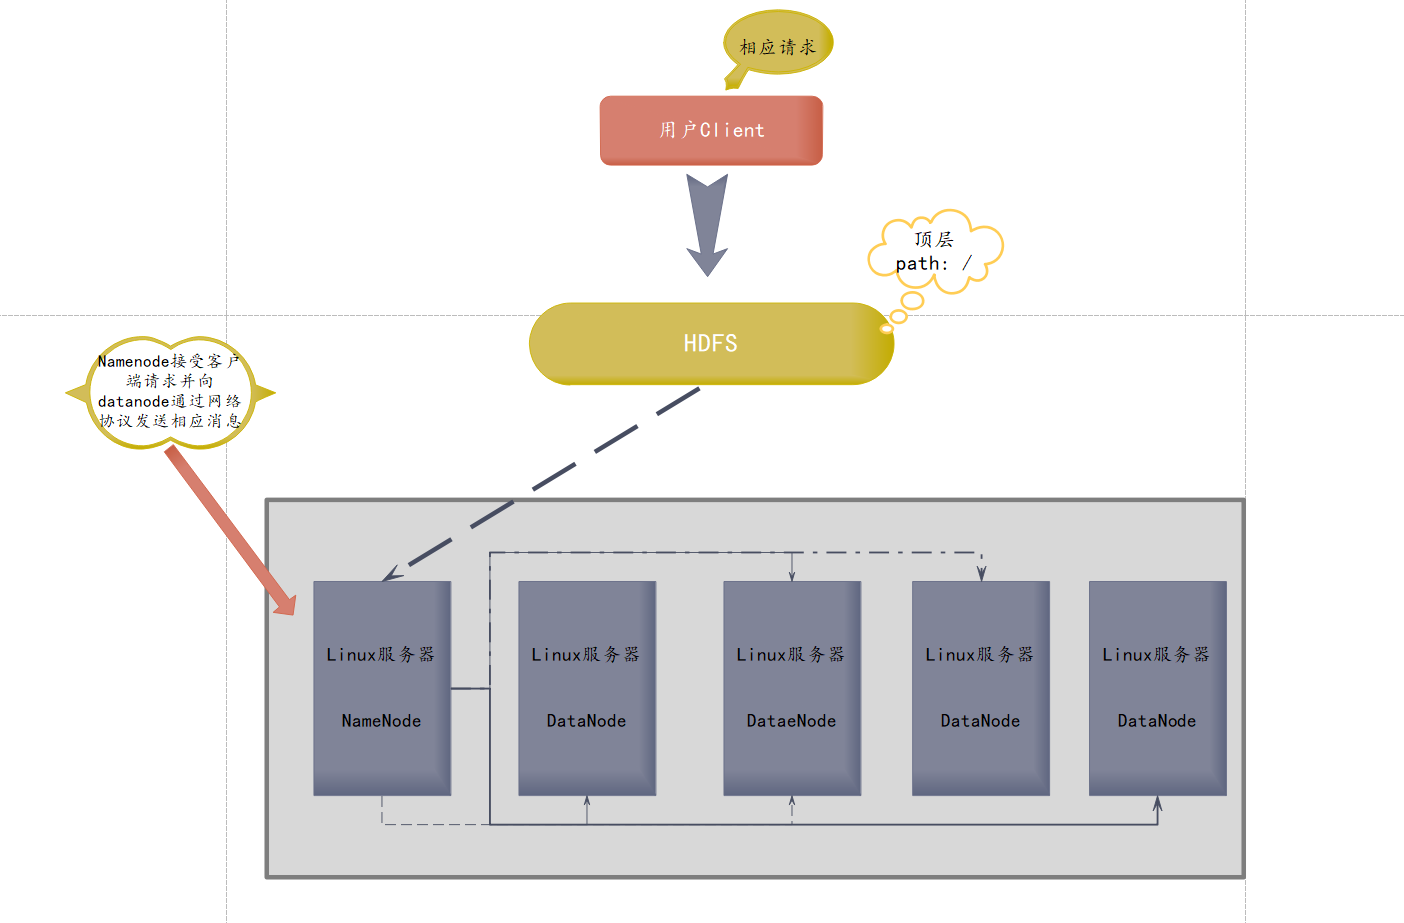 相应请求
用户Client
顶层
path: /
HDFS
Namenode接受客户
端请求并向
datanode通过网络
协议发送相应消息
Linux服务器
NameNode
Linux服务器
DataNode
Linux服务器
DataeNode
Linux服务器
DataNode
Linux服务器
DataNode